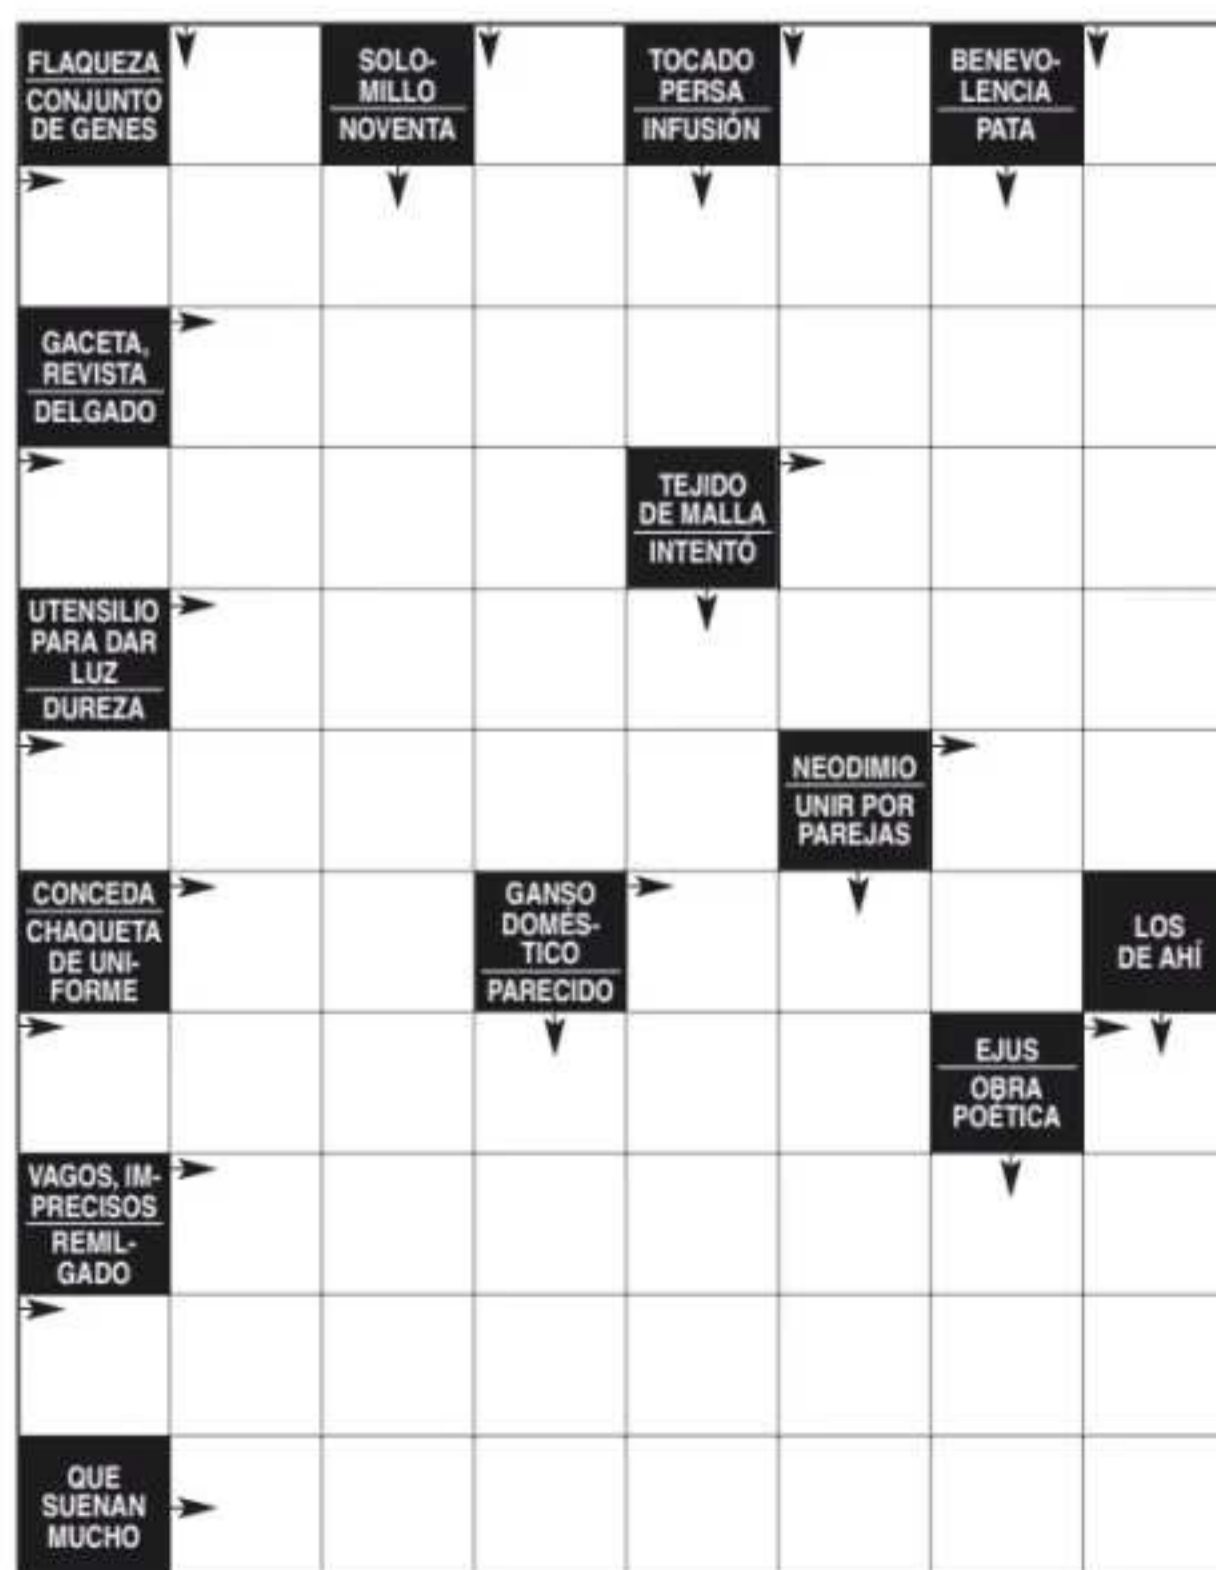 FLAQUEZA
CONJUNTO
DE GENES
SOLO-
MILLO
NOVENTA
TOCADO
PERSA
INFUSIÓN
BENEVO-
LENCIA
PATA
GACETA,
REVISTA
DELGADO
TEJIDO
DE MALLA
INTENTÓ
UTENSILIO
PARA DAR
LUZ
DUREZA
NEODIMIO
UNIR POR
PAREJAS
CONCEDA
CHAQUETA
DE UNI-
FORME
GANSO
DOMÉS-
TICO
PARECIDO
LOS
DE AHÍ
EJUS
OBRA
POÉTICA
VAGOS, IM-
PRECISOS
REMIL-
GADO
QUE
SUENAN
MUCHO